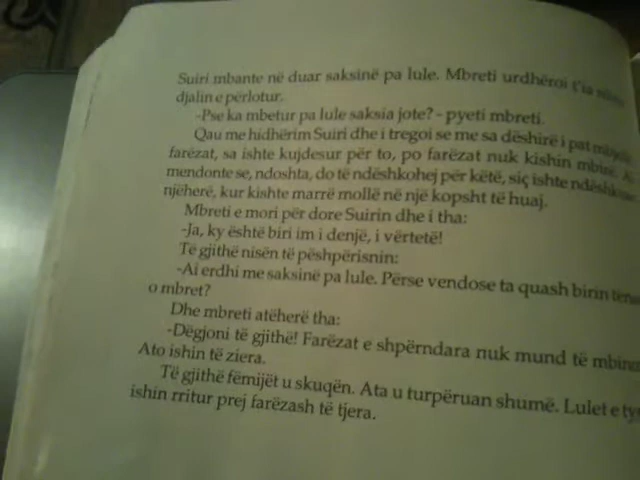 Suiri mbante në duar saksinë pa lule. Mbreti urdhëroi t'ia
djalin e përlotur.
-Pse ka mbetur pa lule saksia jote? - pyeti mbreti.
Qau me hidhërim Suiri dhe i tregoi se me sa dëshirë i pat
farëzat, sa ishte kujdesur për to, po farëzat nuk kishin
mendonte se, ndoshta, do të ndëshkohej për këtë, siç ishte
njëherë, kur kishte marrë mollë në një kopsht të huaj.
Mbreti e mori për dore Suirin dhe i tha:
-Ja, ky është biri im i denjë, i vërtetë!
Të gjithë nisën të pëshpërisnin:
-Ai erdhi me saksinë pa lule. Përse vendose ta quash birin
o mbret?
Dhe mbreti atëherë tha:
-Dëgjoni të gjithë! Farëzat e shpërndara nuk mund të
Ato ishin të ziera.
Të gjithë fëmijët u skuqën. Ata u turpëruan shumë. Lulet e
ishin rritur prej farëzash të tjera.